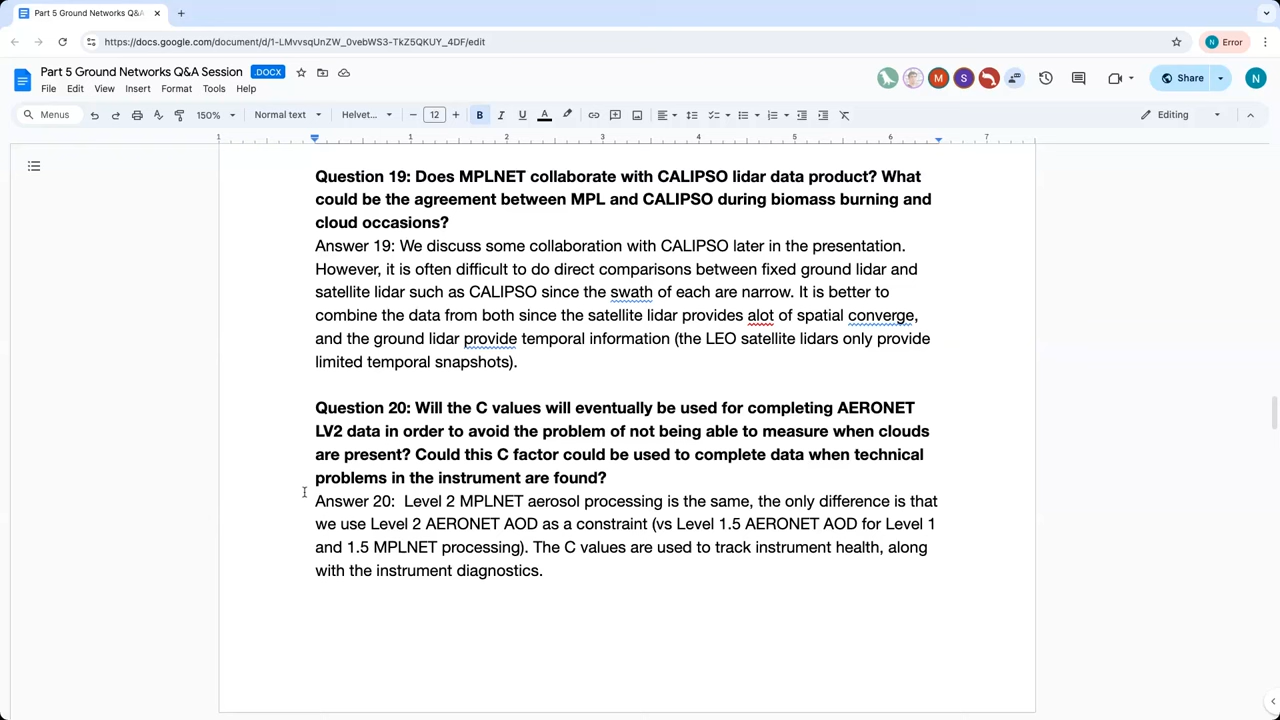 Part 5 Ground Networks Q&A
https://docs.google.com/document/d/1-LMvvsqUnZW_0vebWS3-TkZ5QKUY_4DF/edit
N Error
Part 5 Ground Networks Q&A Session .DOCX
File Edit View Insert Format Tools Help
M S Share N
Menus 150% Normal text Helvet... 12 B I U A Editing
1 1 2 3 4 5 6 7
Question 19: Does MPLNET collaborate with CALIPSO lidar data product? What
could be the agreement between MPL and CALIPSO during biomass burning and
cloud occasions?
Answer 19: We discuss some collaboration with CALIPSO later in the presentation.
However, it is often difficult to do direct comparisons between fixed ground lidar and
satellite lidar such as CALIPSO since the swath of each are narrow. It is better to
combine the data from both since the satellite lidar provides alot of spatial converge,
and the ground lidar provide temporal information (the LEO satellite lidars only provide
limited temporal snapshots).
Question 20: Will the C values will eventually be used for completing AERONET
LV2 data in order to avoid the problem of not being able to measure when clouds
are present? Could this C factor could be used to complete data when technical
problems in the instrument are found?
Answer 20:  Level 2 MPLNET aerosol processing is the same, the only difference is that
we use Level 2 AERONET AOD as a constraint (vs Level 1.5 AERONET AOD for Level 1
and 1.5 MPLNET processing). The C values are used to track instrument health, along
with the instrument diagnostics.